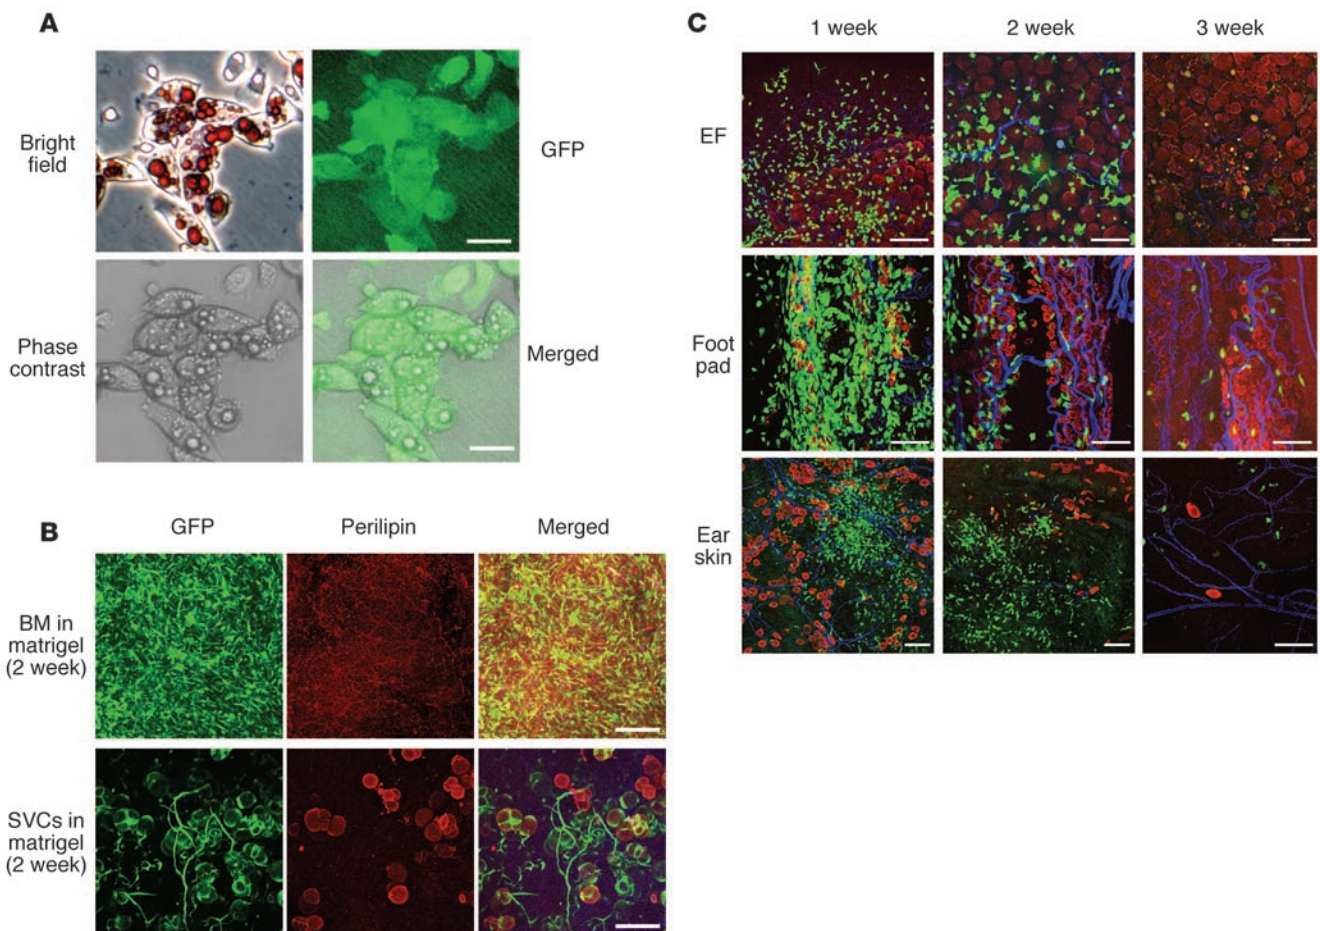 A
Bright
field
GFP
Phase
contrast
Merged
B
GFP
Perilipin
Merged
BM in
matrigel
(2 week)
SVCs in
matrigel
(2 week)
C
1 week
2 week
3 week
EF
Foot
pad
Ear
skin